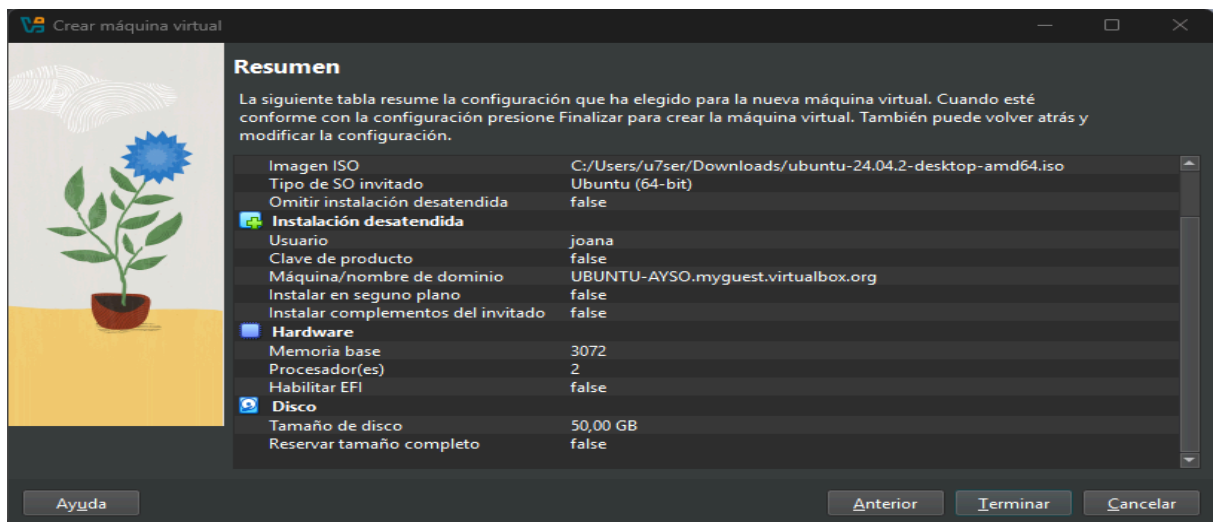 Crear máquina virtual
Resumen
La siguiente tabla resume la configuración que ha elegido para la nueva máquina virtual. Cuando esté
conforme con la configuración presione Finalizar para crear la máquina virtual. También puede volver atrás y
modificar la configuración.
Imagen ISO C:/Users/u7ser/Downloads/ubuntu-24.04.2-desktop-amd64.iso
Tipo de SO invitado Ubuntu (64-bit)
Omitir instalación desatendida false
Instalación desatendida
Usuario joana
Clave de producto false
Máquina/nombre de dominio UBUNTU-AYSO.myguest.virtualbox.org
Instalar en seguno plano false
Instalar complementos del invitado false
Hardware
Memoria base 3072
Procesador(es) 2
Habilitar EFI false
Disco
Tamaño de disco 50,00 GB
Reservar tamaño completo false
Ayuda Anterior Terminar Cancelar